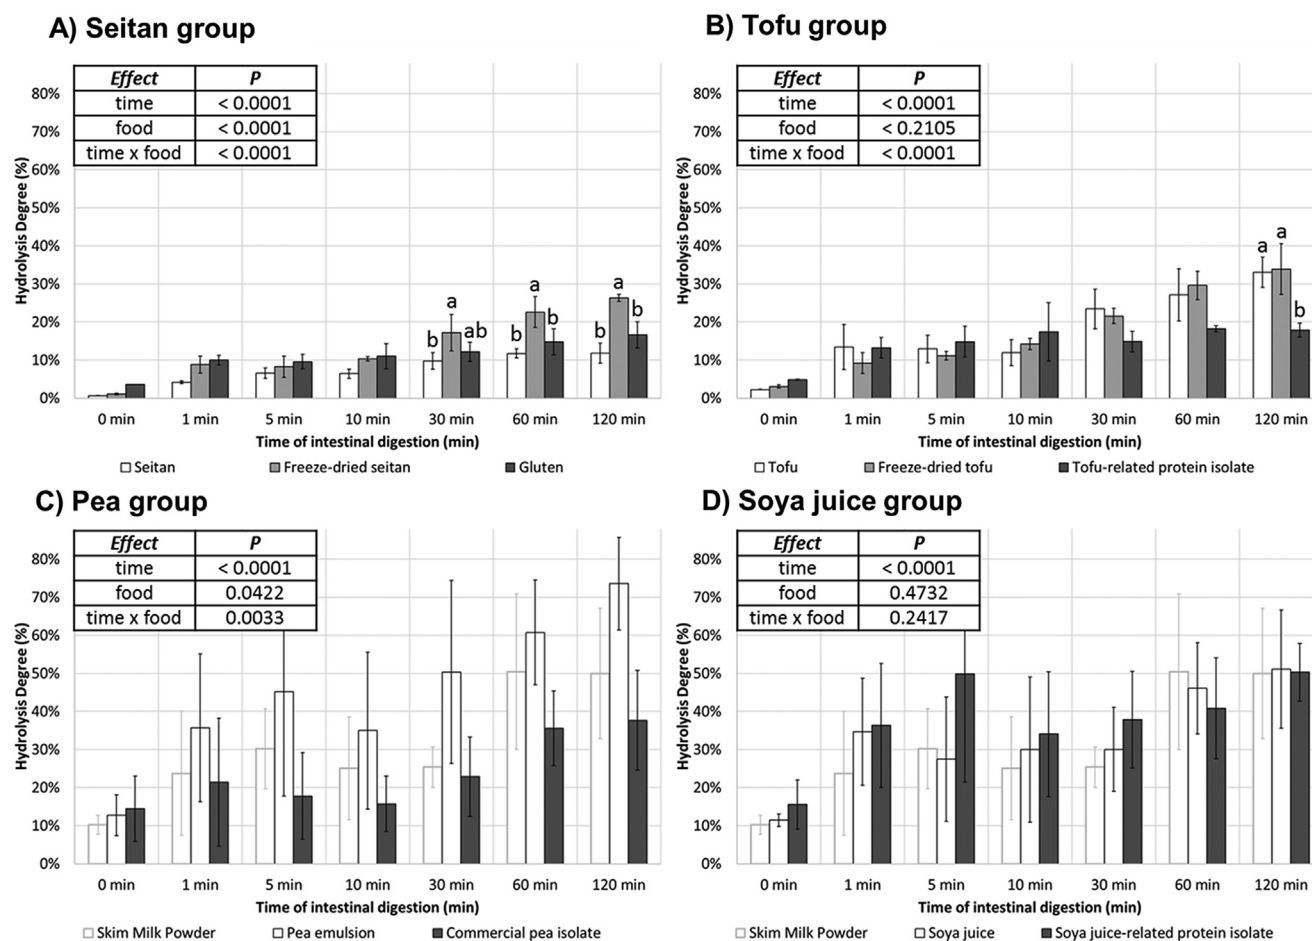 A) Seitan group
Effect P
time < 0.0001
food < 0.0001
time x food < 0.0001
Hydrolysis Degree (%)
80%
70%
60%
50%
40%
30%
20%
10%
0%
b a ab
b a b
b a b
0 min 1 min 5 min 10 min 30 min 60 min 120 min
Time of intestinal digestion (min)
Seitan Freeze-dried seitan Gluten
B) Tofu group
Effect P
time < 0.0001
food < 0.2105
time x food < 0.0001
Hydrolysis Degree (%)
80%
70%
60%
50%
40%
30%
20%
10%
0%
a a b
0 min 1 min 5 min 10 min 30 min 60 min 120 min
Time of intestinal digestion (min)
Tofu Freeze-dried tofu Tofu-related protein isolate
C) Pea group
Effect P
time < 0.0001
food 0.0422
time x food 0.0033
Hydrolysis Degree (%)
80%
70%
60%
50%
40%
30%
20%
10%
0%
0 min 1 min 5 min 10 min 30 min 60 min 120 min
Time of intestinal digestion (min)
Skim Milk Powder Pea emulsion Commercial pea isolate
D) Soya juice group
Effect P
time < 0.0001
food 0.4732
time x food 0.2417
Hydrolysis Degree (%)
80%
70%
60%
50%
40%
30%
20%
10%
0%
0 min 1 min 5 min 10 min 30 min 60 min 120 min
Time of intestinal digestion (min)
Skim Milk Powder Soya juice Soya juice-related protein isolate